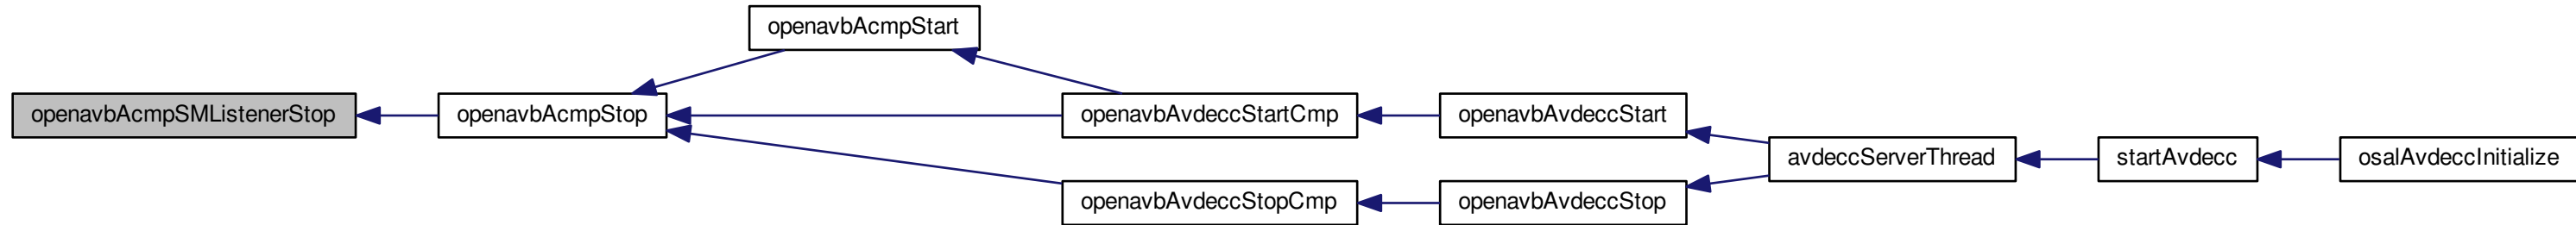 openavbAcmpStart
openavbAcmpSMListenerStop
openavbAcmpStop
openavbAvdeccStartCmp
openavbAvdeccStart
avdeccServerThread
startAvdecc
osalAvdeccInitialize
openavbAvdeccStopCmp
openavbAvdeccStop